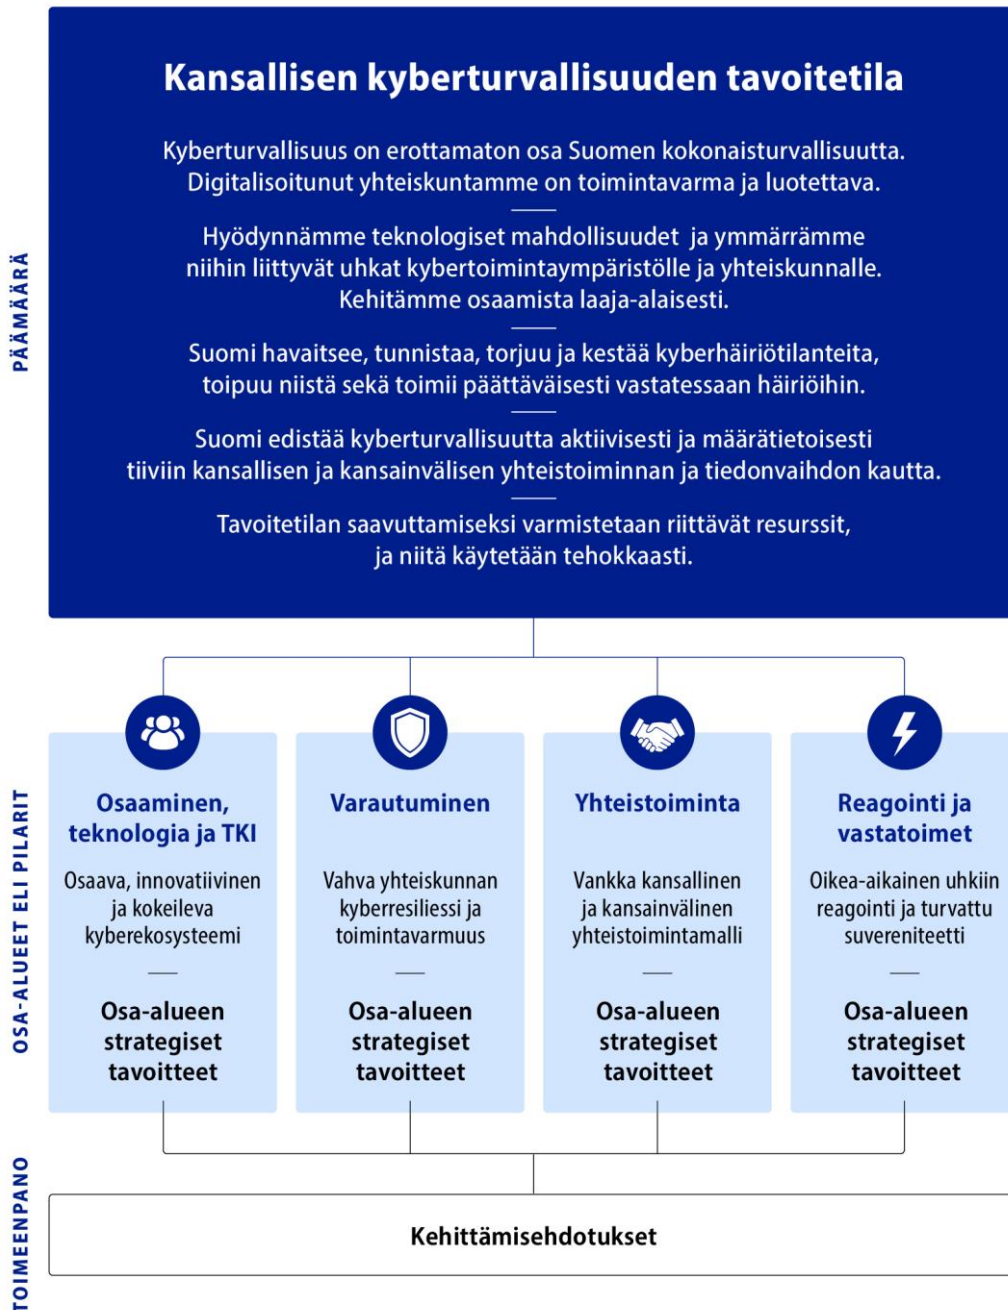 PÄÄMÄÄRÄ
Kansallisen kyberturvallisuuden tavoitetila
Kyberturvallisuus on erottamaton osa Suomen kokonaisturvallisuutta.
Digitalisoitunut yhteiskuntamme on toimintavarma ja luotettava.
Hyödynnämme teknologiset mahdollisuudet ja ymmärrämme
niihin liittyvät uhkat kybertoimintaympäristölle ja yhteiskunnalle.
Kehitämme osaamista laaja-alaisesti.
Suomi havaitsee, tunnistaa, torjuu ja kestää kyberhäiriötilanteita,
toipuu niistä sekä toimii päättäväisesti vastatessaan häiriöihin.
Suomi edistää kyberturvallisuutta aktiivisesti ja määrätietoisesti
tiiviin kansallisen ja kansainvälisen yhteistoiminnan ja tiedonvaihdon kautta.
Tavoitetilan saavuttamiseksi varmistetaan riittävät resurssit,
ja niitä käytetään tehokkaasti.
OSA-ALUEET ELI PILARIT
Osaaminen,
teknologia ja TKI
Osaava, innovatiivinen
ja kokeileva
kyberekosysteemi
Osa-alueen
strategiset
tavoitteet
Varautuminen
Vahva yhteiskunnan
kyberresiliessi ja
toimintavarmuus
Osa-alueen
strategiset
tavoitteet
Yhteistoiminta
Vankka kansallinen
ja kansainvälinen
yhteistoimintamalli
Osa-alueen
strategiset
tavoitteet
Reagointi ja
vastatoimet
Oikea-aikainen uhkiin
reagointi ja turvattu
suvereniteetti
Osa-alueen
strategiset
tavoitteet
TOIMEENPANO
Kehittämisehdotukset